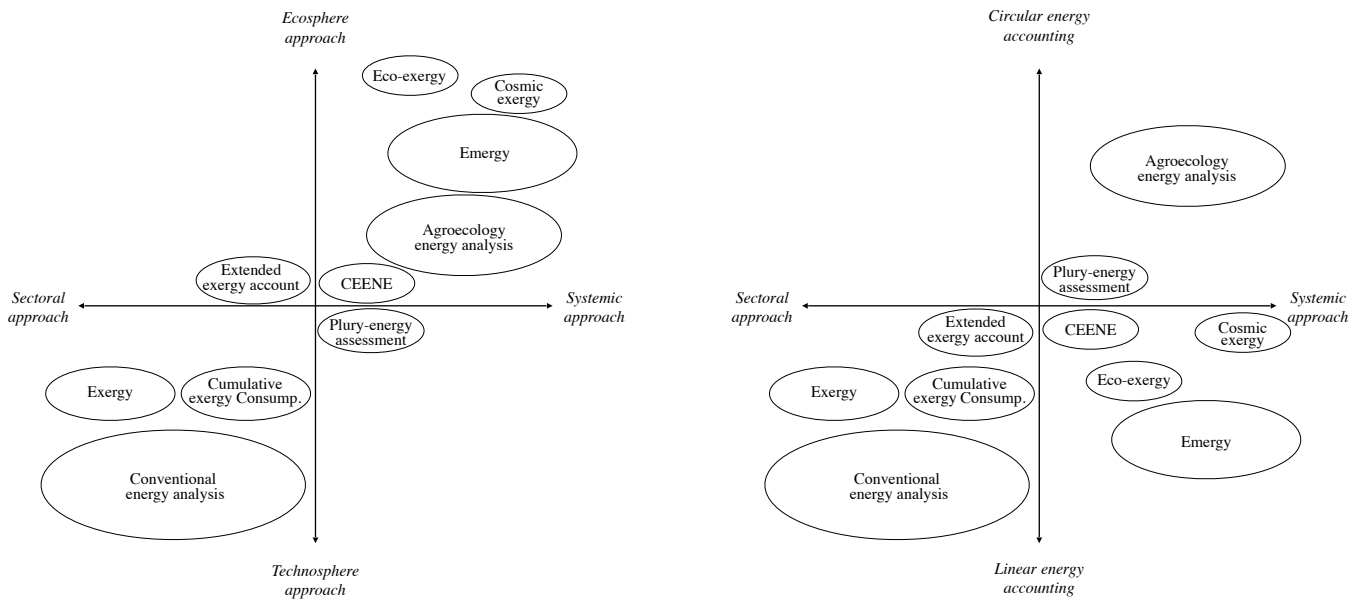 Ecosphere
approach
Eco-exergy
Cosmic
exergy
Emergy
Agroecology
energy analysis
Extended
exergy account
CEENE
Sectoral
approach
Systemic
approach
Plury-energy
assessment
Exergy
Cumulative
exergy Consump.
Conventional
energy analysis
Technosphere
approach
Circular energy
accounting
Agroecology
energy analysis
Plury-energy
assessment
Sectoral
approach
Systemic
approach
Extended
exergy account
CEENE
Cosmic
exergy
Eco-exergy
Exergy
Cumulative
exergy Consump.
Emergy
Conventional
energy analysis
Linear energy
accounting